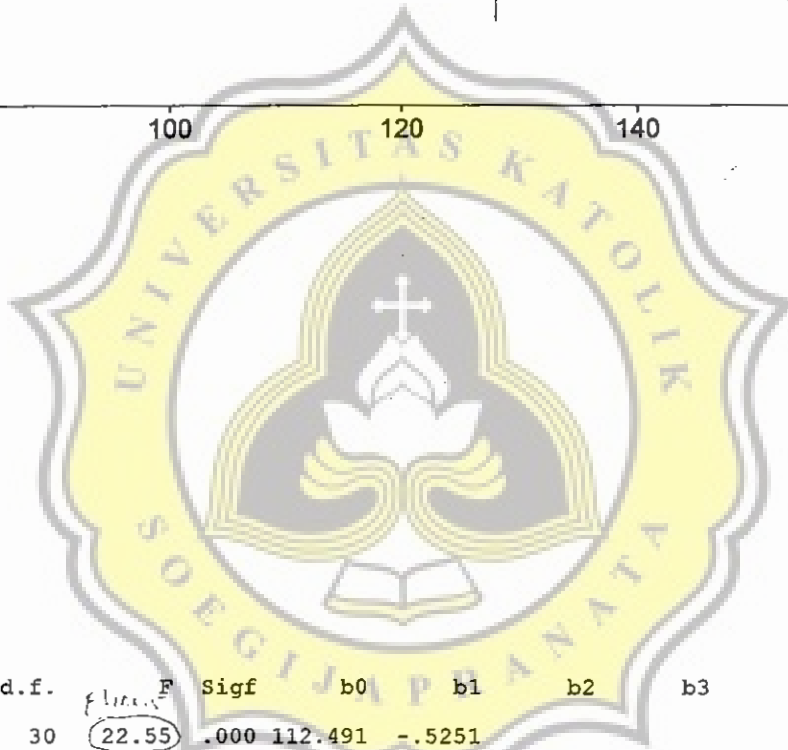 100 120 140
UNIVERSITAS KATOLIK
SOEGIJAPRANATA
d.f. F Sigf b0 b1 b2 b3
30 22.55 .000 112.491 -.5251